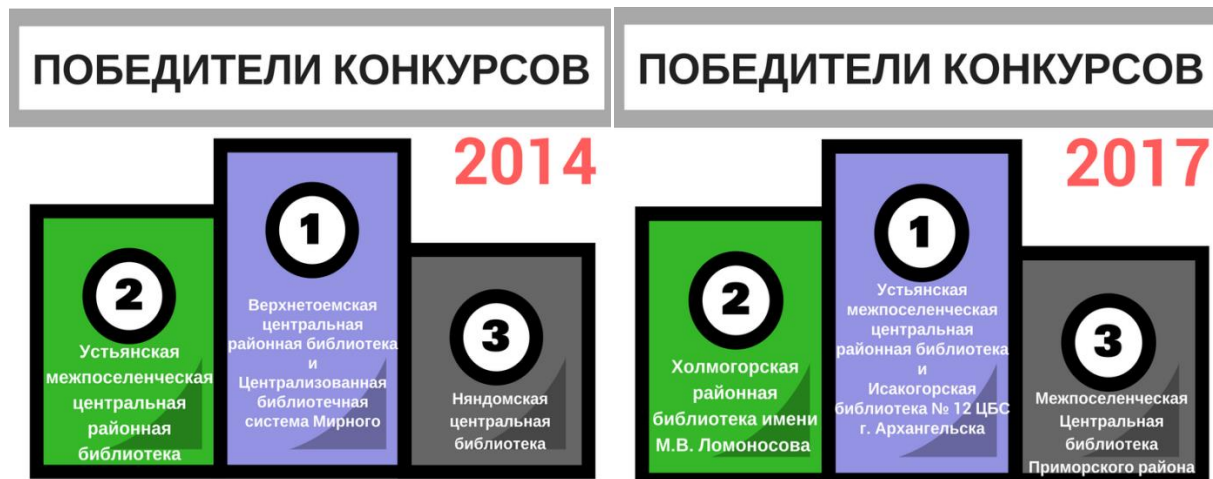 ПОБЕДИТЕЛИ КОНКУРСОВ
2014
1
Верхнетоемская
центральная
районная библиотека
и
Централизованная
библиотечная
система Мирного
2
Устьянская
межпоселенческая
центральная
районная
библиотека
3
Няндомская
центральная
библиотека
ПОБЕДИТЕЛИ КОНКУРСОВ
2017
1
Устьянская
межпоселенческая
центральная
районная библиотека
и
Исакогорская
библиотека № 12 ЦБС
г. Архангельска
2
Холмогорская
районная
библиотека имени
М.В. Ломоносова
3
Межпоселенческая
Центральная
библиотека
Приморского района